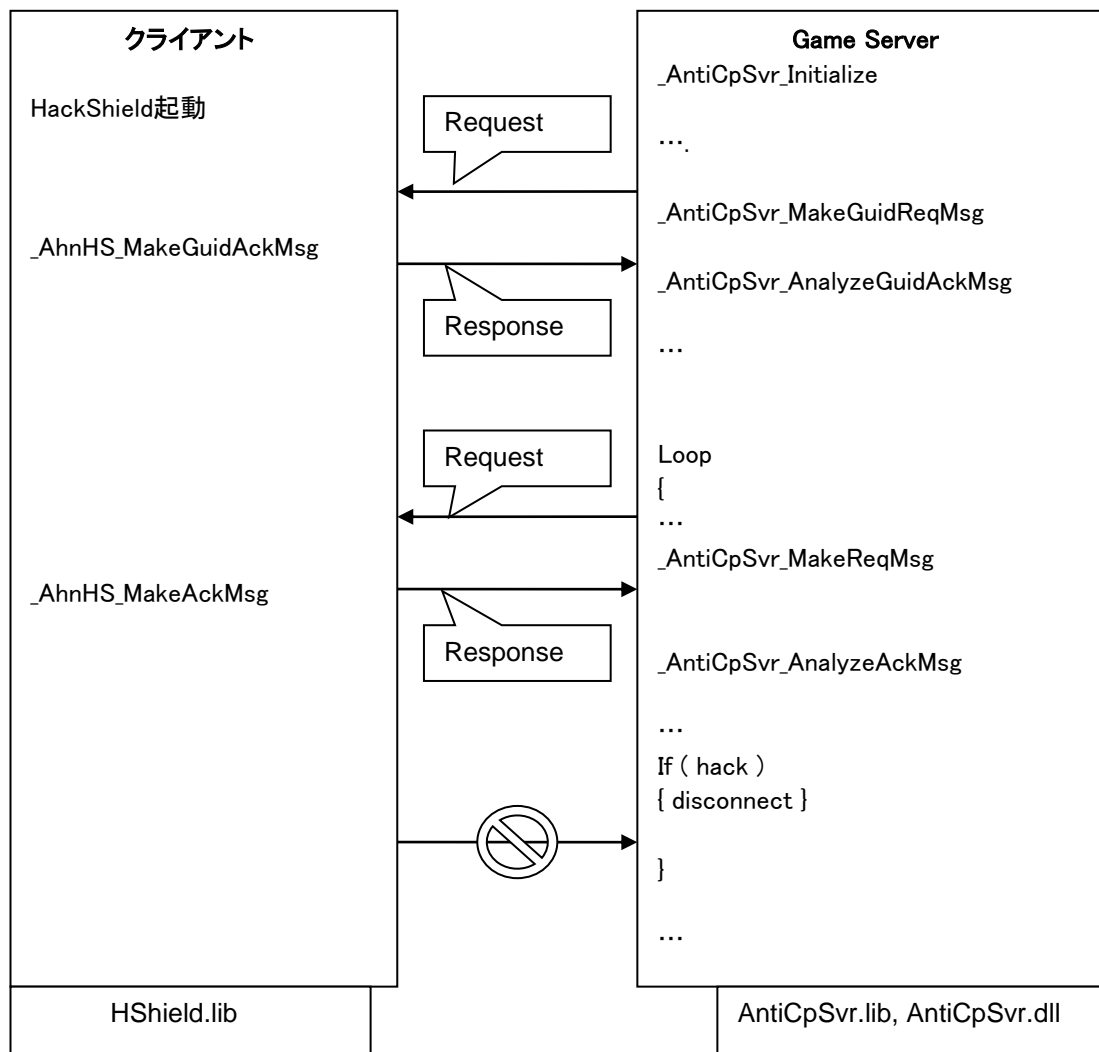 クライアント
HackShield起動
_AhnHS_MakeGuidAckMsg
_AhnHS_MakeAckMsg
HShield.lib
Request
Response
Request
Response
Game Server
_AntiCpSvr_Initialize
….
_AntiCpSvr_MakeGuidReqMsg
_AntiCpSvr_AnalyzeGuidAckMsg
…
Loop
{
…
_AntiCpSvr_MakeReqMsg
_AntiCpSvr_AnalyzeAckMsg
…
If ( hack )
{ disconnect }
}
…
AntiCpSvr.lib, AntiCpSvr.dll